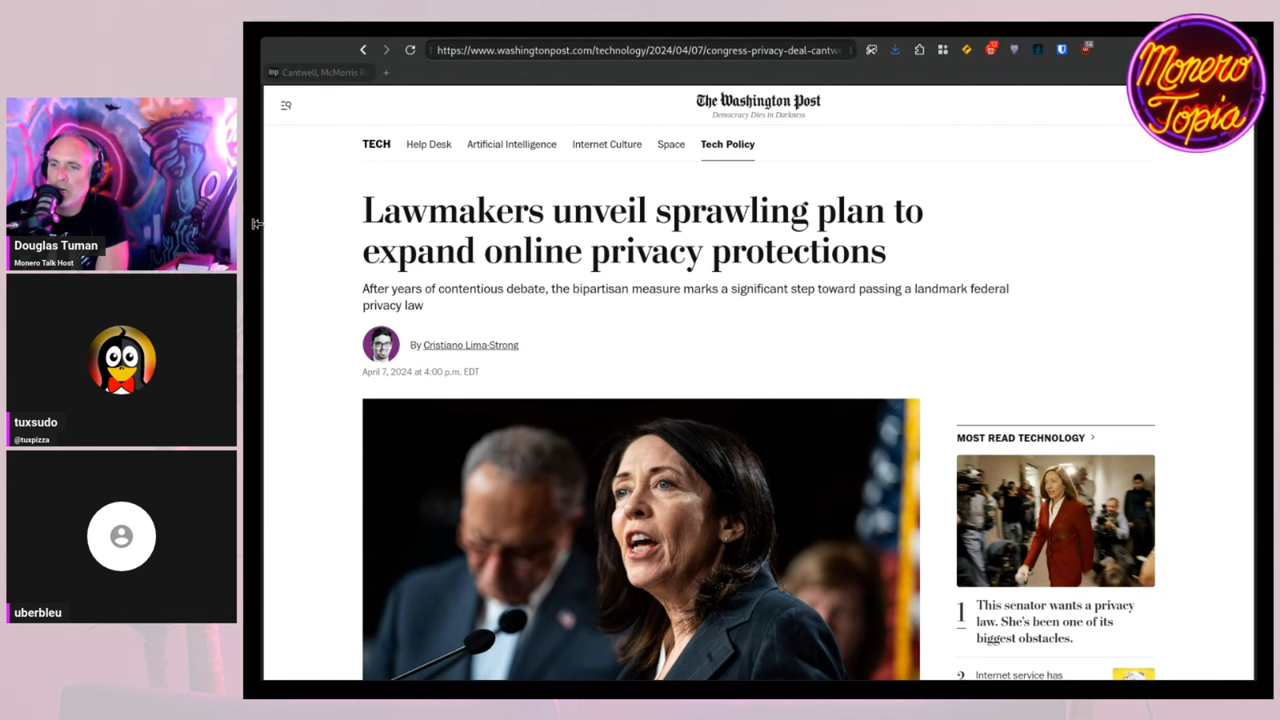 https://www.washingtonpost.com/technology/2024/04/07/congress-privacy-deal-cantw
Cantwell, McMorris R
Monero
Topia
The Washington Post
Democracy Dies in Darkness
TECH Help Desk Artificial Intelligence Internet Culture Space Tech Policy
Lawmakers unveil sprawling plan to
expand online privacy protections
After years of contentious debate, the bipartisan measure marks a significant step toward passing a landmark federal
privacy law
By Cristiano Lima-Strong
April 7, 2024 at 4:00 p.m. EDT
MOST READ TECHNOLOGY
1
This senator wants a privacy
law. She's been one of its
biggest obstacles.
2
Internet service has
Douglas Tuman
Monero Talk Host
tuxsudo
@tuxpizza
uberbleu